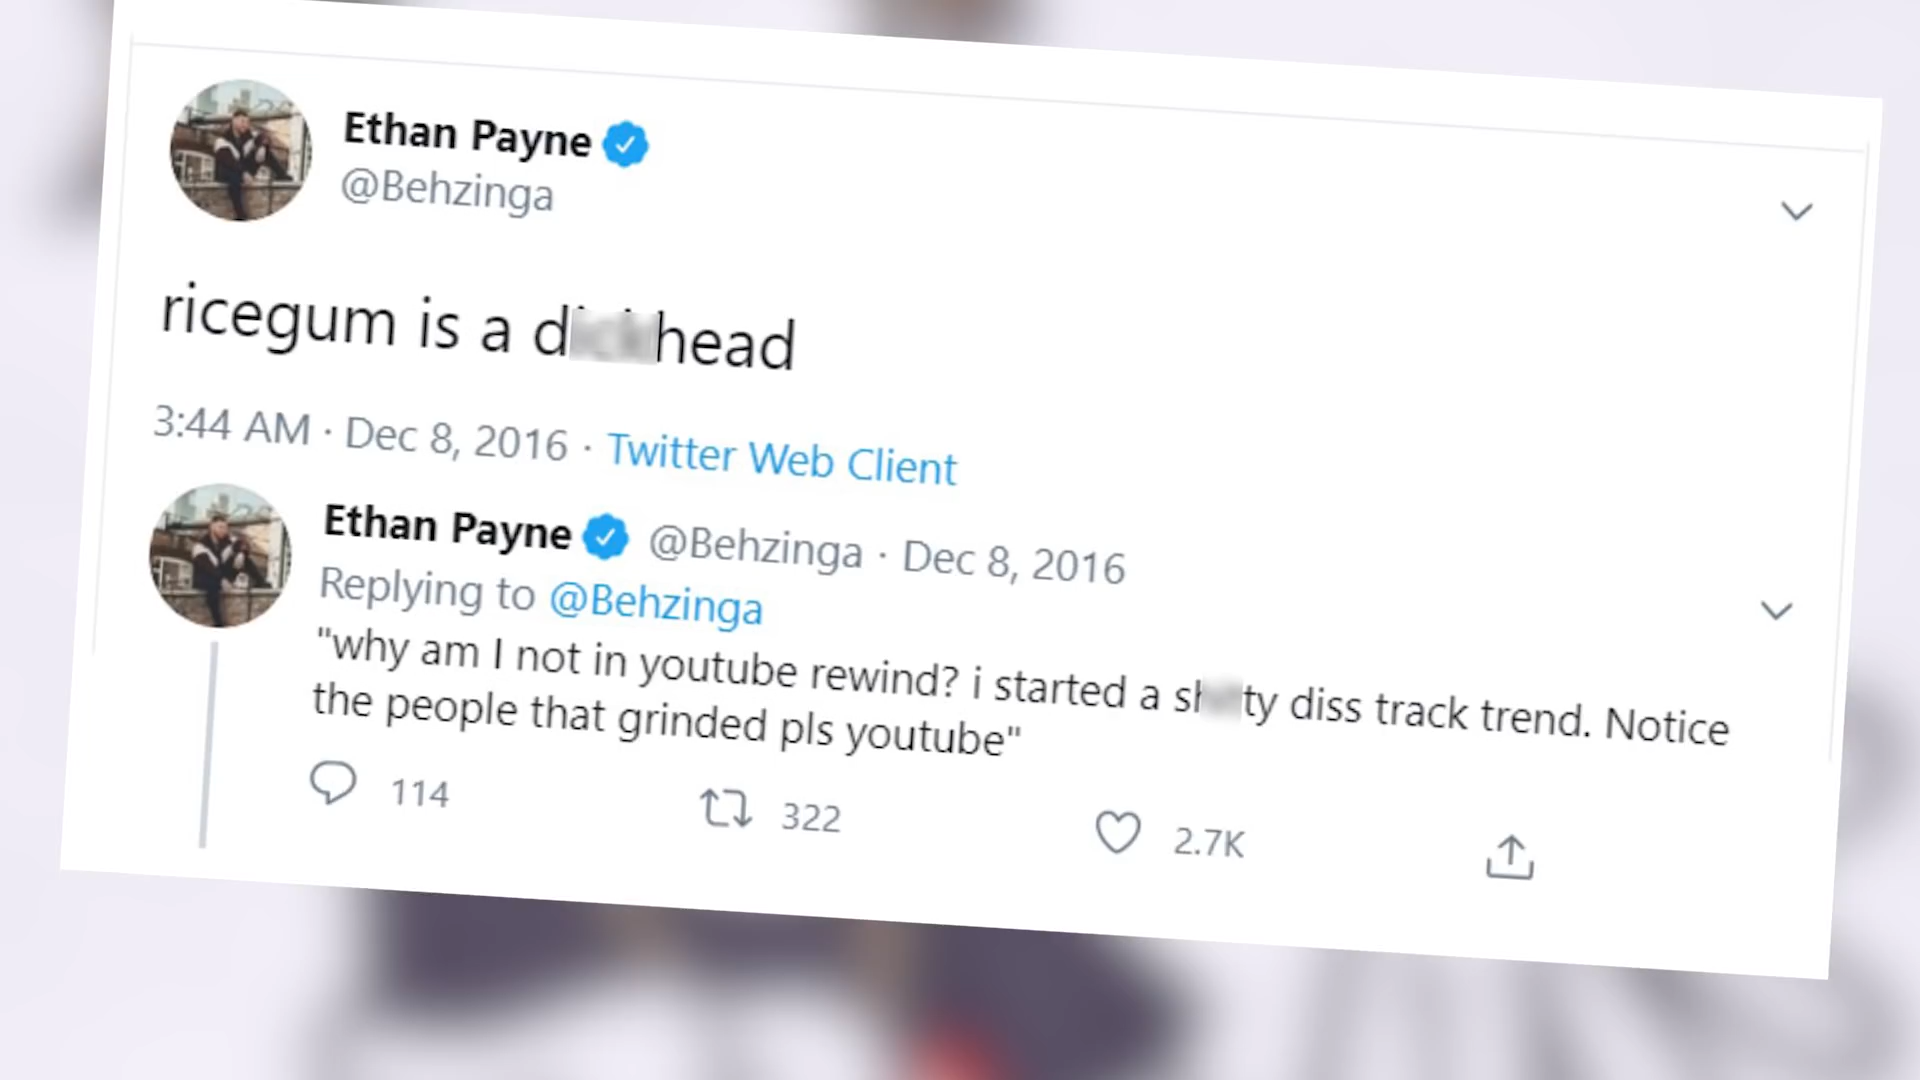 Ethan Payne
@Behzinga
ricegum is a dickhead
3:44 AM · Dec 8, 2016 · Twitter Web Client
Ethan Payne @Behzinga · Dec 8, 2016
Replying to @Behzinga
"why am I not in youtube rewind? i started a shitty diss track trend. Notice
the people that grinded pls youtube"
114 322 2.7K